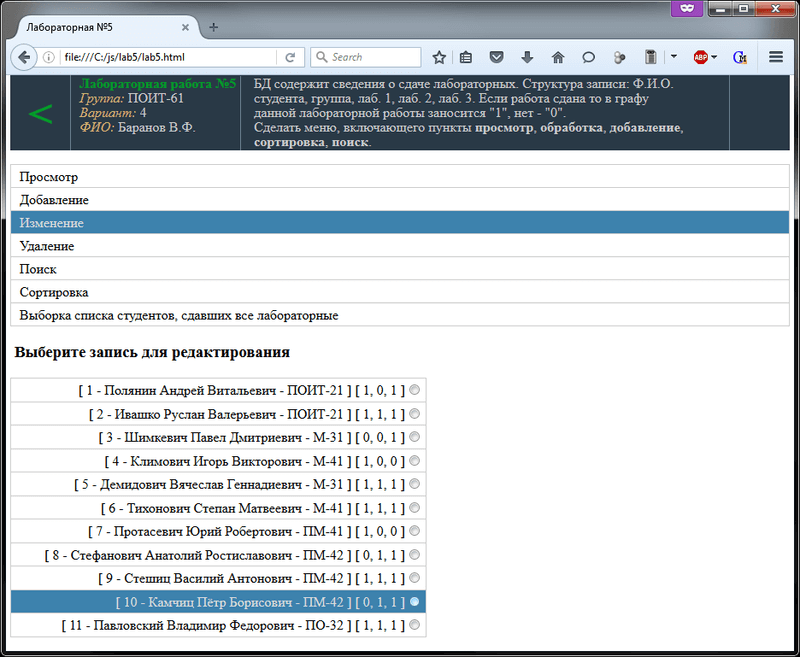 Лабораторная №5
file:///C:/js/lab5/lab5.html
Search
ABP
<
Лабораторная работа №5
Группа: ПОИТ-61
Вариант: 4
ФИО: Баранов В.Ф.
БД содержит сведения о сдаче лабораторных. Структура записи: Ф.И.О.
студента, группа, лаб. 1, лаб. 2, лаб. 3. Если работа сдана то в графу
данной лабораторной работы заносится "1", нет - "0".
Сделать меню, включающего пункты просмотр, обработка, добавление,
сортировка, поиск.
Просмотр
Добавление
Изменение
Удаление
Поиск
Сортировка
Выборка списка студентов, сдавших все лабораторные
Выберите запись для редактирования
[ 1 - Полянин Андрей Витальевич - ПОИТ-21 ] [ 1, 0, 1 ]
[ 2 - Ивашко Руслан Валерьевич - ПОИТ-21 ] [ 1, 1, 1 ]
[ 3 - Шимкевич Павел Дмитриевич - М-31 ] [ 0, 0, 1 ]
[ 4 - Климович Игорь Викторович - М-41 ] [ 1, 0, 0 ]
[ 5 - Демидович Вячеслав Геннадиевич - М-31 ] [ 1, 1, 1 ]
[ 6 - Тихонович Степан Матвеевич - М-41 ] [ 1, 1, 1 ]
[ 7 - Протасевич Юрий Робертович - ПМ-41 ] [ 1, 0, 0 ]
[ 8 - Стефанович Анатолий Ростиславович - ПМ-42 ] [ 0, 1, 1 ]
[ 9 - Стешиц Василий Антонович - ПМ-42 ] [ 1, 1, 1 ]
[ 10 - Камчиц Пётр Борисович - ПМ-42 ] [ 0, 1, 1 ]
[ 11 - Павловский Владимир Федорович - ПО-32 ] [ 1, 1, 1 ]